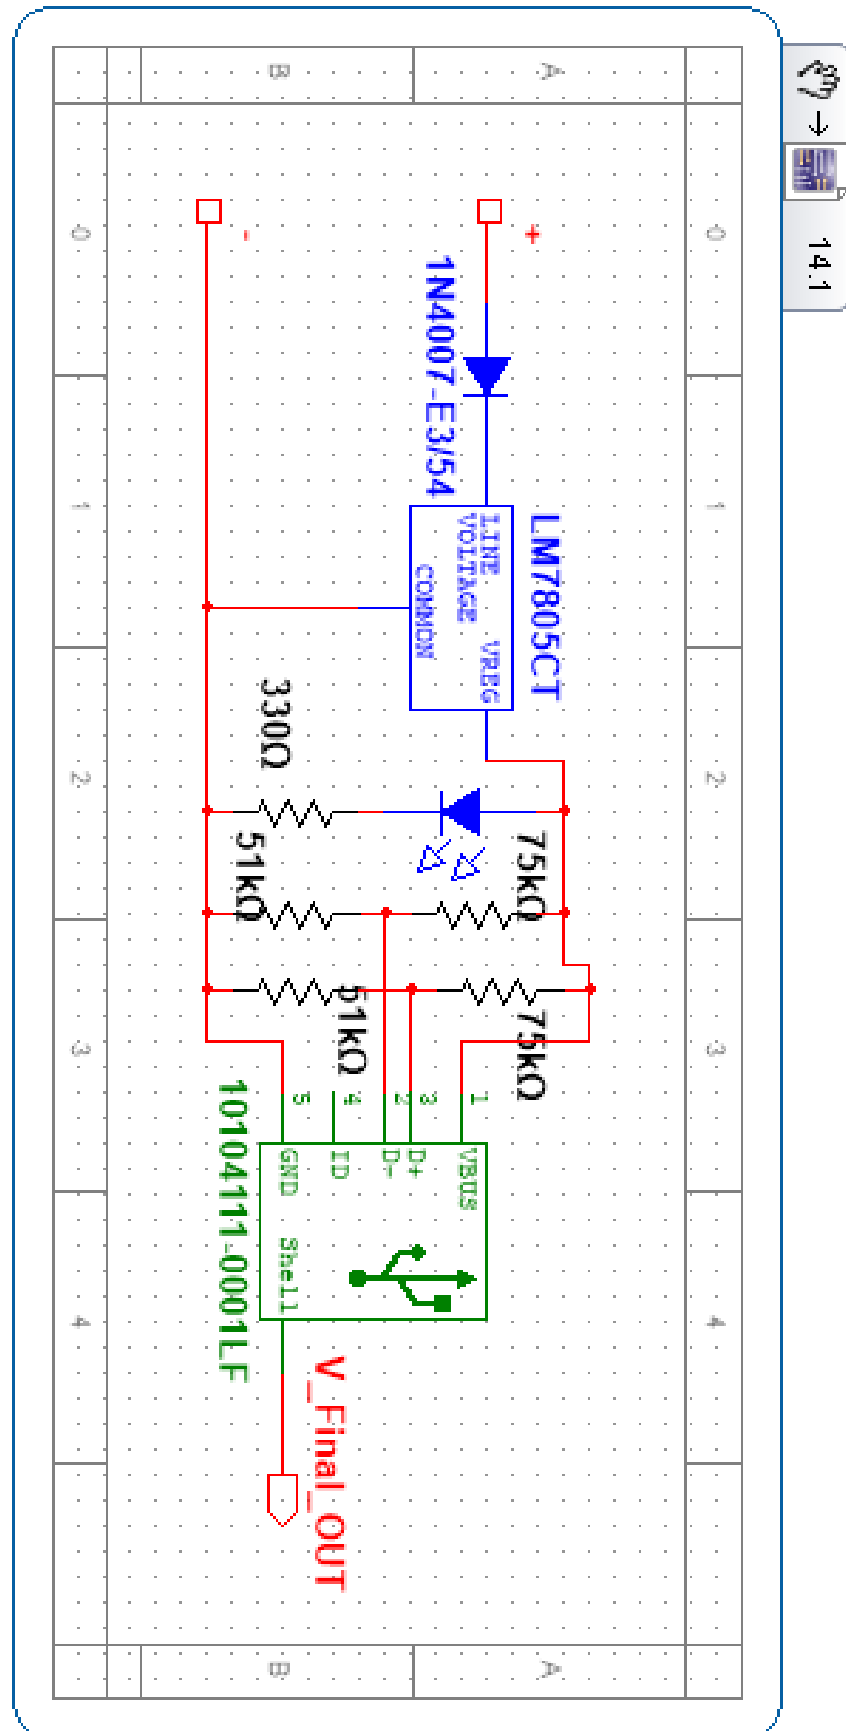 14.1
A
B
0
0
+
-
1N4007-E3/54
LM7805CT
LINE
VOLTAGE
VREG
COMMON
1
1
2
2
330Ω
75kΩ
51kΩ
75kΩ
51kΩ
3
3
1
3
2
4
5
VBUS
D+
D-
ID
GND
Shell
10104111-0001LF
4
4
V_Final_OUT
A
B